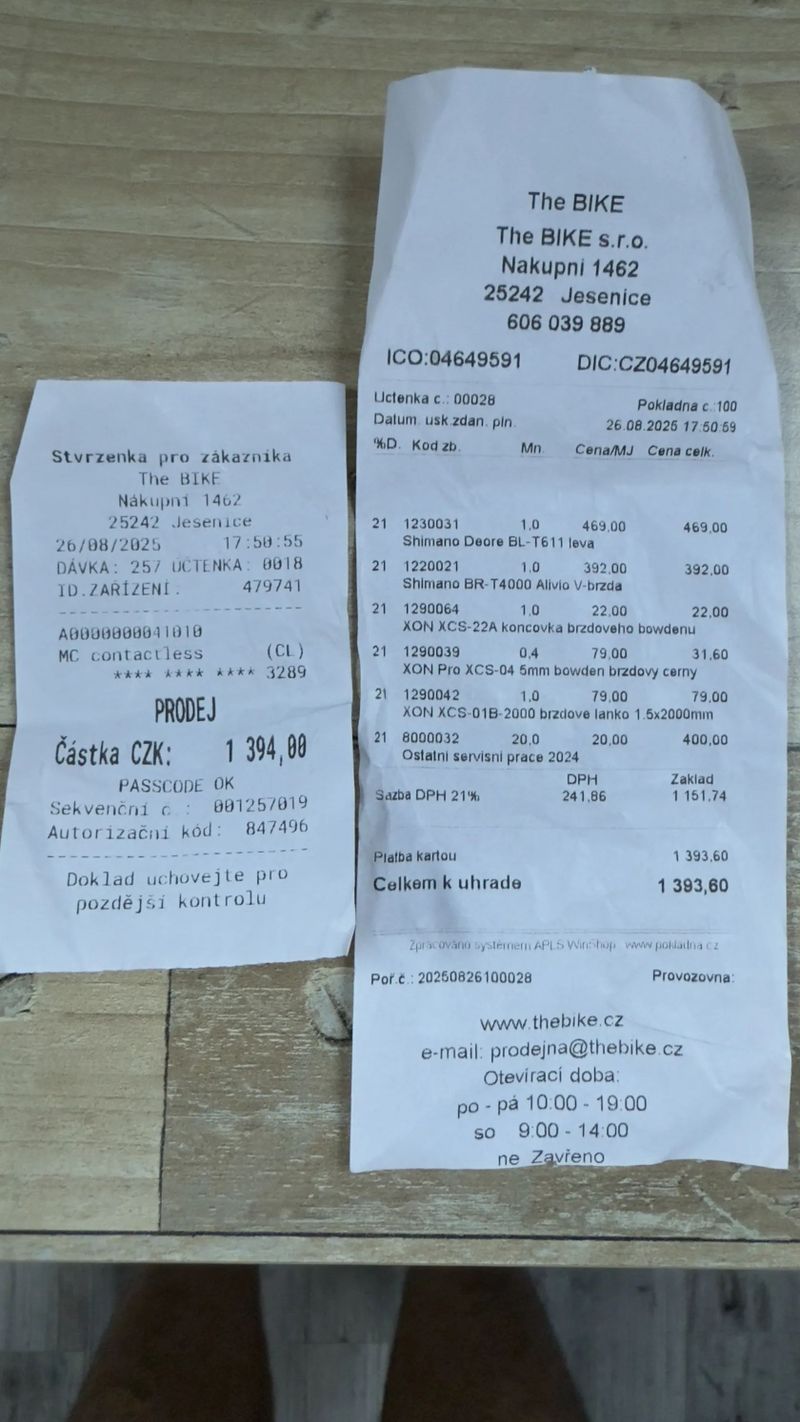 Stvrzenka pro zákazníka
The BIKE
Nákupní 1462
25242 Jesenice
26/08/2025 17:50:55
DÁVKA: 257 ÚČTENKA: 0018
ID.ZAŘÍZENÍ: 479741
A0000000041010
MC contactless (CL)
**** **** **** 3289
PRODEJ
Částka CZK: 1 394,00
PASSCODE OK
Sekvenční č.: 001257019
Autorizační kód: 847496
Doklad uchovejte pro
pozdější kontrolu
The BIKE
The BIKE s.r.o.
Nakupni 1462
25242 Jesenice
606 039 889
ICO:04649591 DIC:CZ04649591
Uctenka c.: 00028 Pokladna c.:100
Datum. usk.zdan. pln. 26.08.2025 17:50:59
%D. Kod zb. Mn. Cena/MJ Cena celk.
21 1230031 1,0 469,00 469,00
Shimano Deore BL-T611 leva
21 1220021 1,0 392,00 392,00
Shimano BR-T4000 Alivio V-brzda
21 1290064 1,0 22,00 22,00
XON XCS-22A koncovka brzdoveho bowdenu
21 1290039 0,4 79,00 31,60
XON Pro XCS-04 5mm bowden brzdovy cerny
21 1290042 1,0 79,00 79,00
XON XCS-01B-2000 brzdove lanko 1.5x2000mm
21 8000032 20,0 20,00 400,00
Ostatni servisni prace 2024
DPH Zaklad
Sazba DPH 21% 241,86 1 151,74
Platba kartou 1 393,60
Celkem k uhrade 1 393,60
Zpracováno systémem APLS WinShop www.pokladna.cz
Poř.č.: 20250826100028 Provozovna:
www.thebike.cz
e-mail: prodejna@thebike.cz
Otevírací doba:
po - pá 10:00 - 19:00
so 9:00 - 14:00
ne Zavřeno